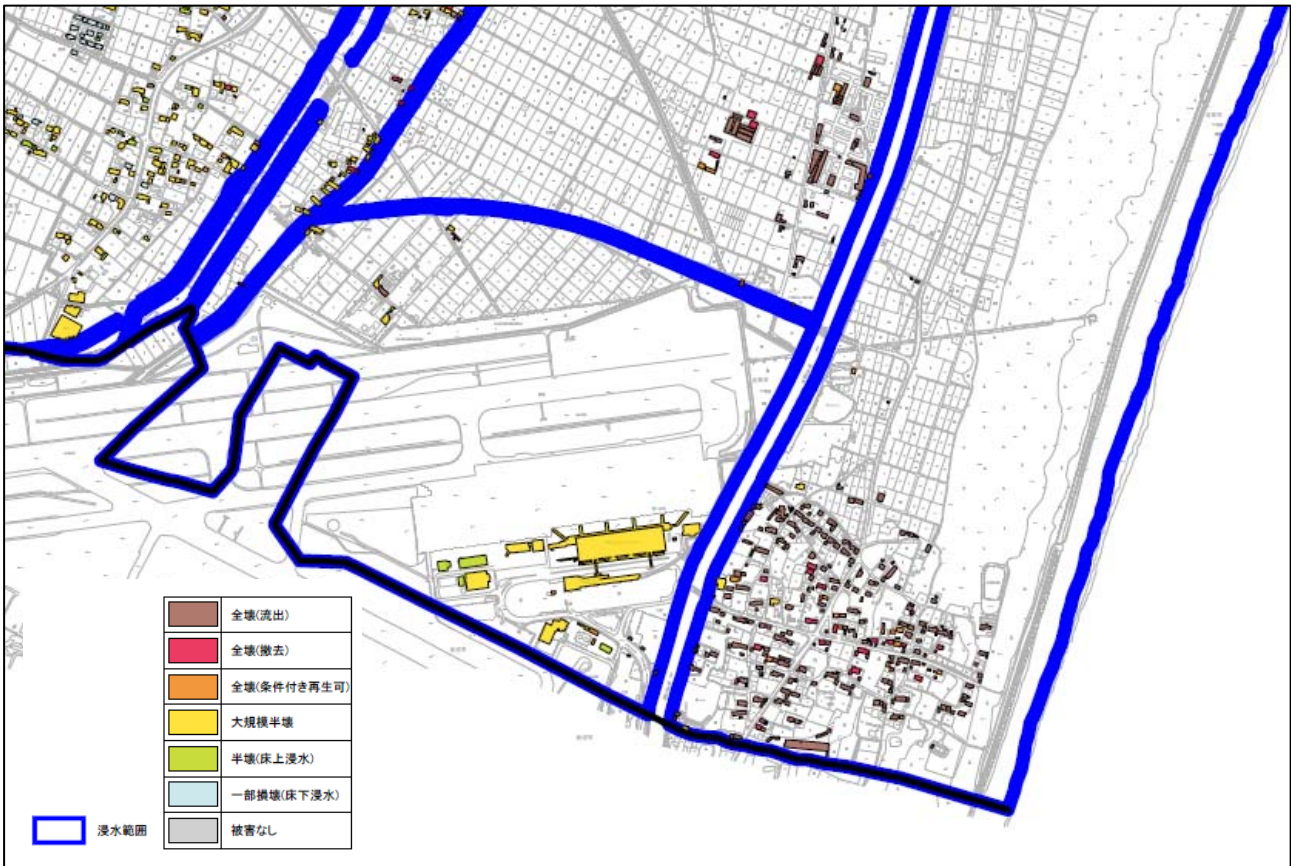 全壊(流出)
全壊(撤去)
全壊(条件付き再生可)
大規模半壊
半壊(床上浸水)
一部損壊(床下浸水)
浸水範囲
被害なし